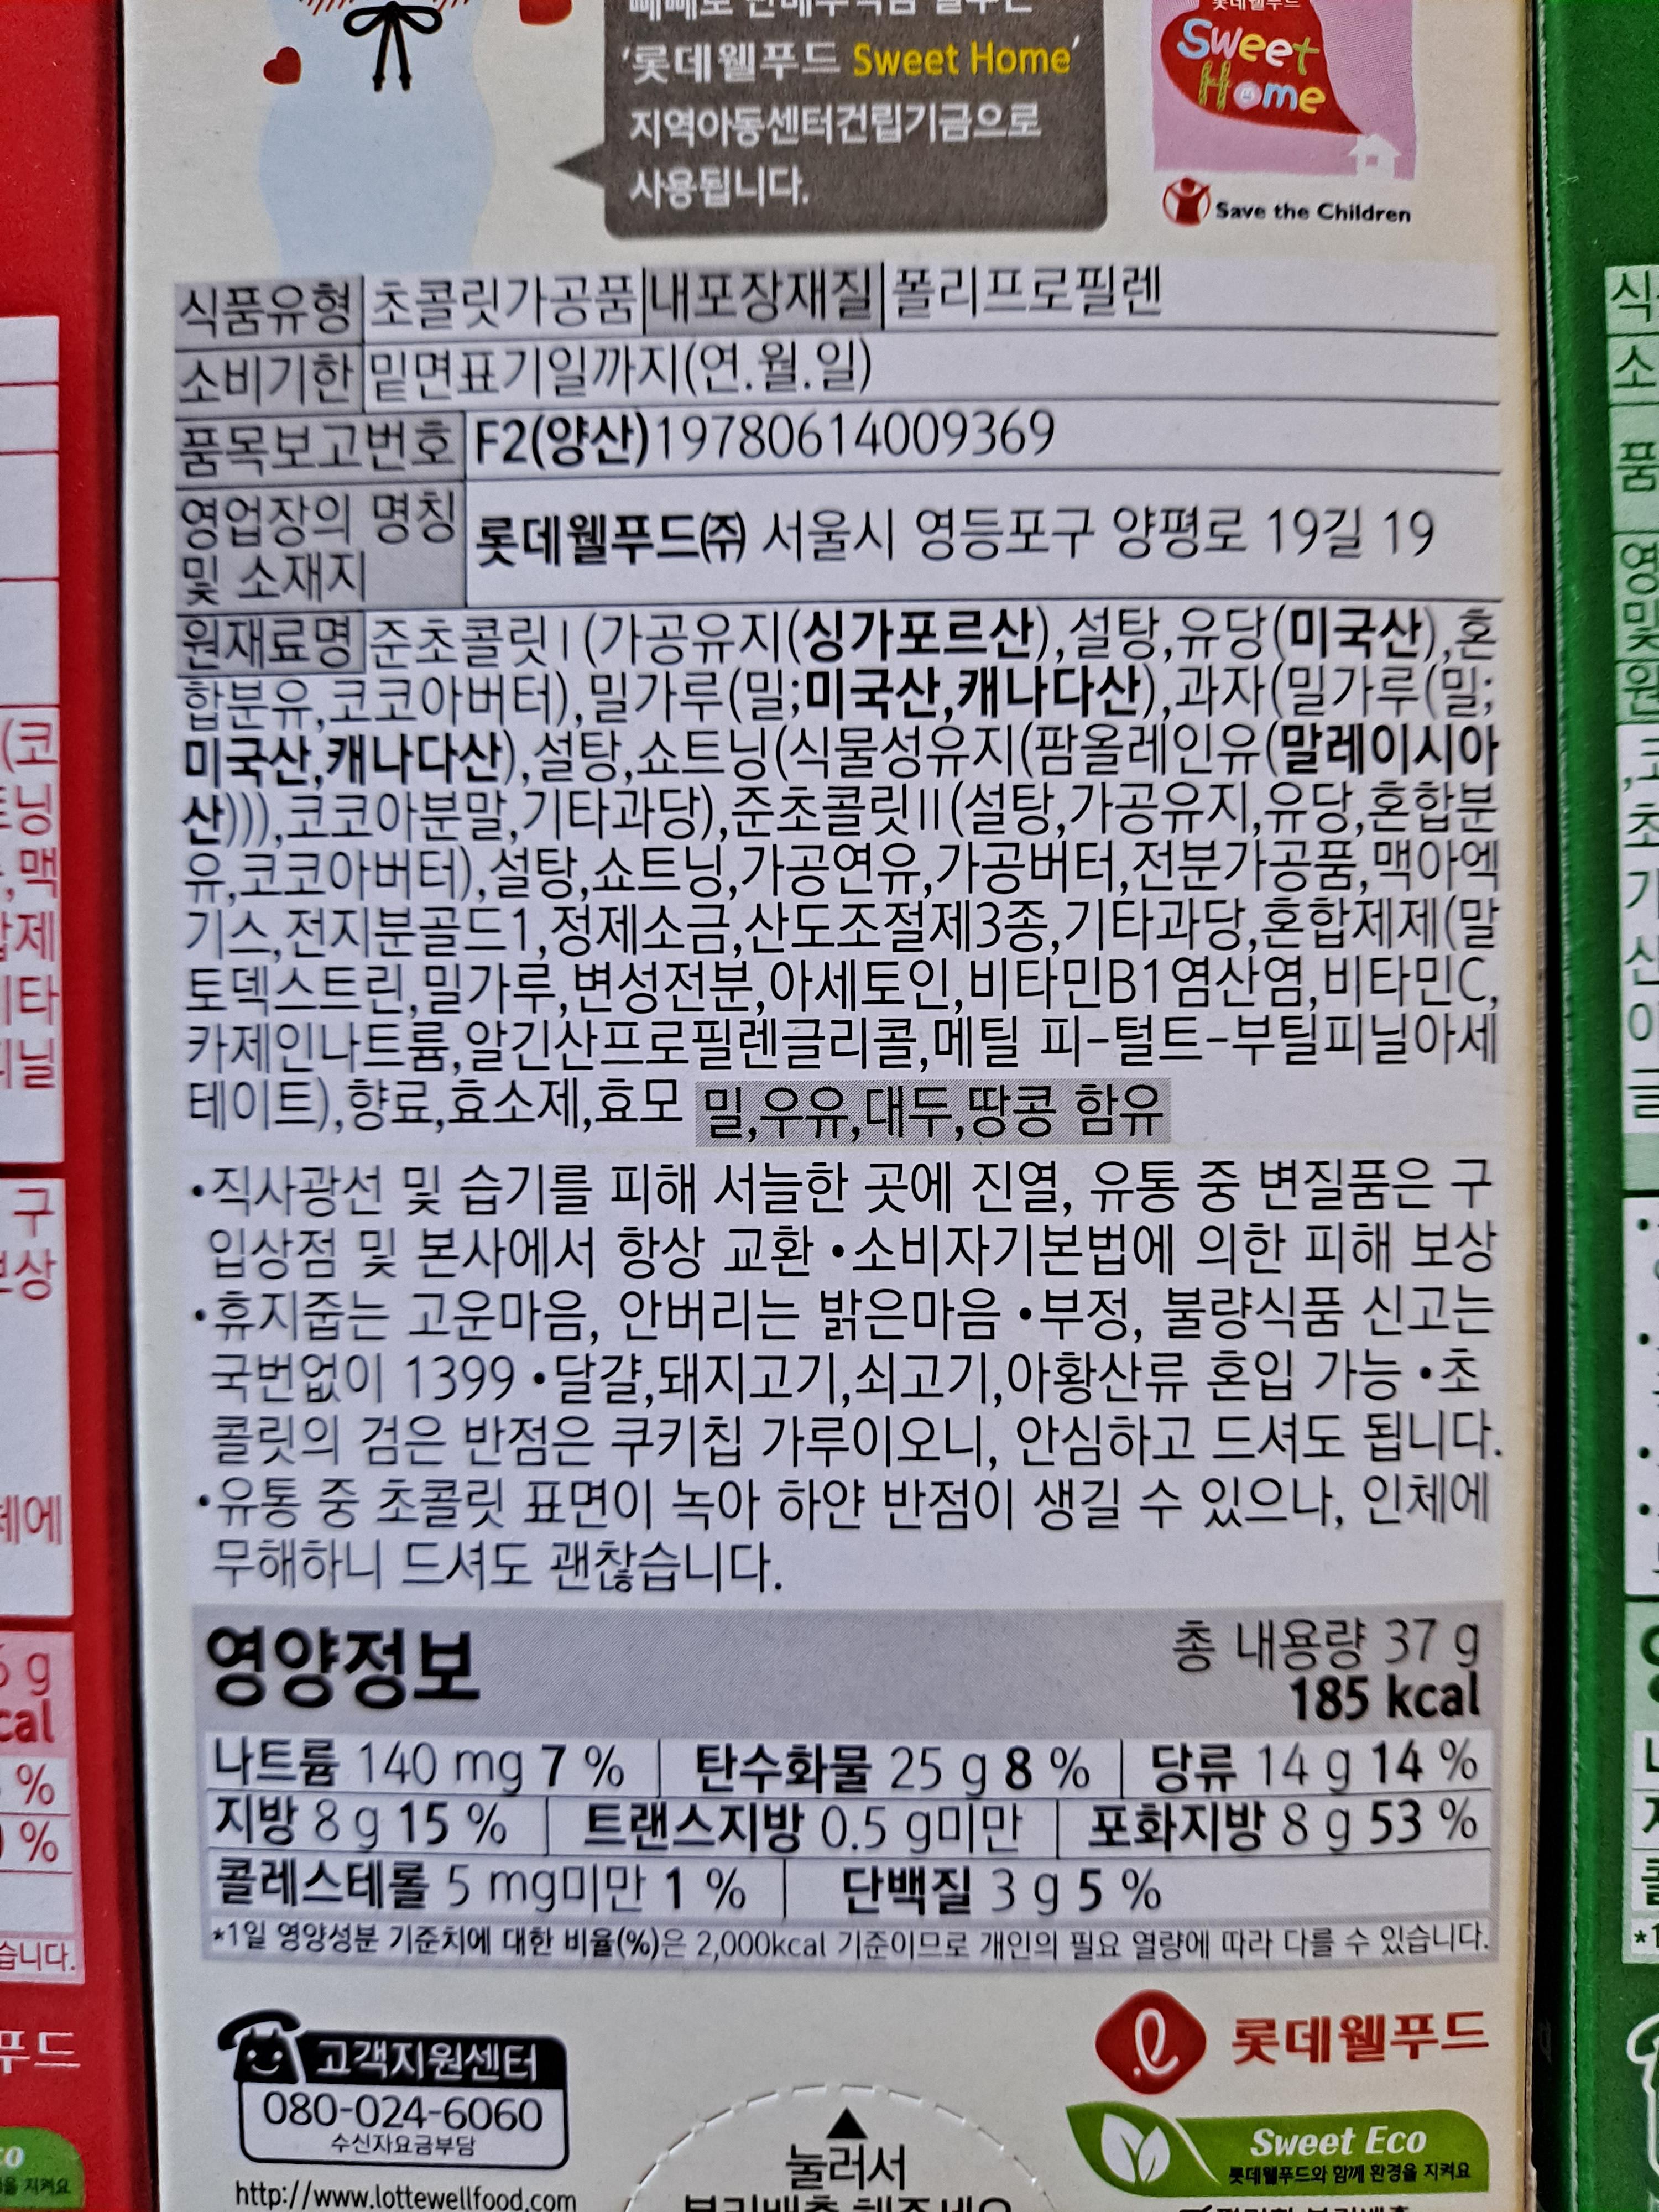 '롯데웰푸드 Sweet Home'
지역아동센터건립기금으로
사용됩니다.
롯데웰푸드
Sweet
Home
Save the Children
식품유형 초콜릿가공품 내포장재질 폴리프로필렌
소비기한 밑면표기일까지(연.월.일)
품목보고번호 F2(양산)19780614009369
영업장의 명칭
및 소재지
롯데웰푸드㈜ 서울시 영등포구 양평로 19길 19
원재료명 준초콜릿Ⅰ(가공유지(싱가포르산),설탕,유당(미국산),혼
합분유,코코아버터),밀가루(밀;미국산,캐나다산),과자(밀가루(밀;
미국산,캐나다산),설탕,쇼트닝(식물성유지(팜올레인유(말레이시아
산))),코코아분말,기타과당),준초콜릿Ⅱ(설탕,가공유지,유당,혼합분
유,코코아버터),설탕,쇼트닝,가공연유,가공버터,전분가공품,맥아엑
기스,전지분골드1,정제소금,산도조절제3종,기타과당,혼합제제(말
토덱스트린,밀가루,변성전분,아세토인,비타민B1염산염,비타민C,
카제인나트륨,알긴산프로필렌글리콜,메틸 피-털트-부틸피닐아세
테이트),향료,효소제,효모 밀,우유,대두,땅콩 함유
•직사광선 및 습기를 피해 서늘한 곳에 진열, 유통 중 변질품은 구
입상점 및 본사에서 항상 교환 •소비자기본법에 의한 피해 보상
•휴지줍는 고운마음, 안버리는 밝은마음 •부정, 불량식품 신고는
국번없이 1399 •달걀,돼지고기,쇠고기,아황산류 혼입 가능 •초
콜릿의 검은 반점은 쿠키칩 가루이오니, 안심하고 드셔도 됩니다.
•유통 중 초콜릿 표면이 녹아 하얀 반점이 생길 수 있으나, 인체에
무해하니 드셔도 괜찮습니다.
영양정보
총 내용량 37 g
185 kcal
나트륨 140 mg 7 % | 탄수화물 25 g 8 % | 당류 14 g 14 %
지방 8 g 15 % | 트랜스지방 0.5 g미만 | 포화지방 8 g 53 %
콜레스테롤 5 mg미만 1 % | 단백질 3 g 5 %
*1일 영양성분 기준치에 대한 비율(%)은 2,000kcal 기준이므로 개인의 필요 열량에 따라 다를 수 있습니다.
고객지원센터
080-024-6060
수신자요금부담
http://www.lottewellfood.com
눌러서
롯데웰푸드
Sweet Eco
롯데웰푸드와 함께 환경을 지켜요